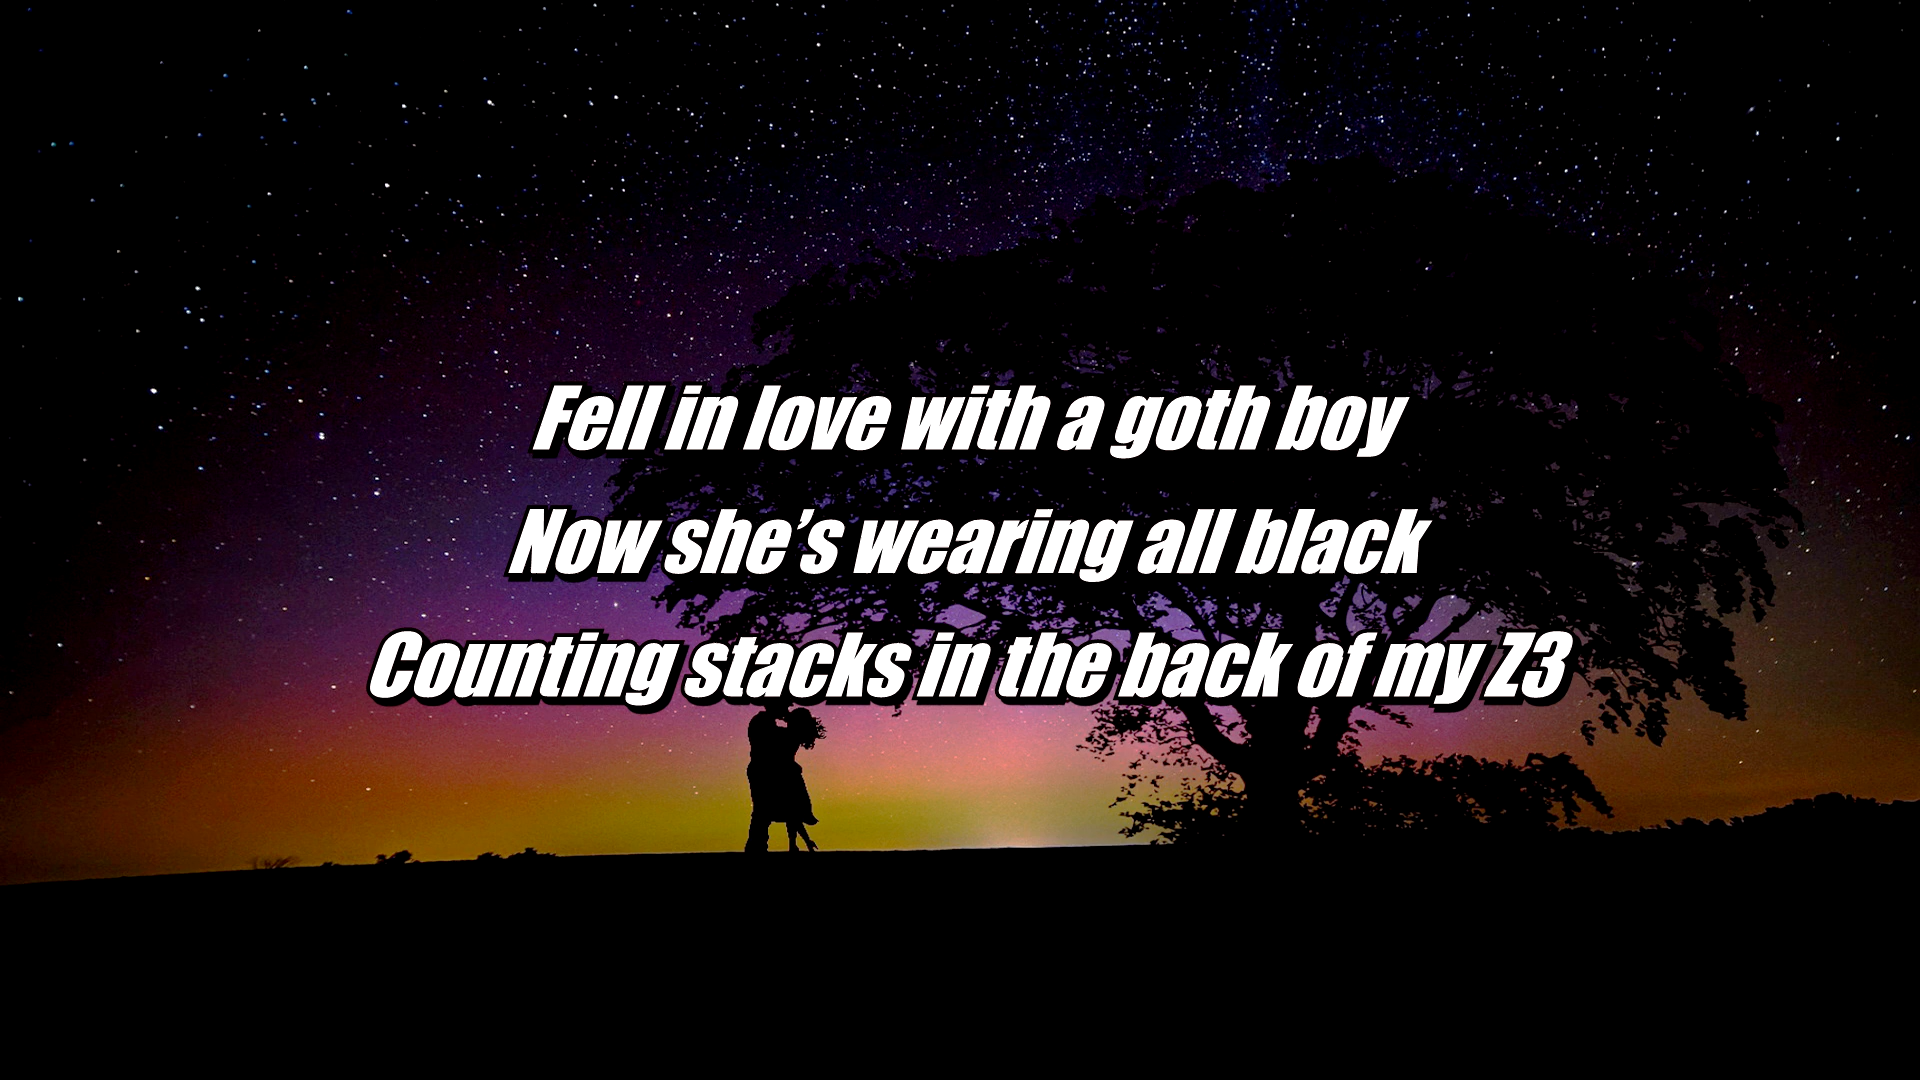 Fell in love with a goth boy
Now she’s wearing all black
Counting stacks in the back of my Z3